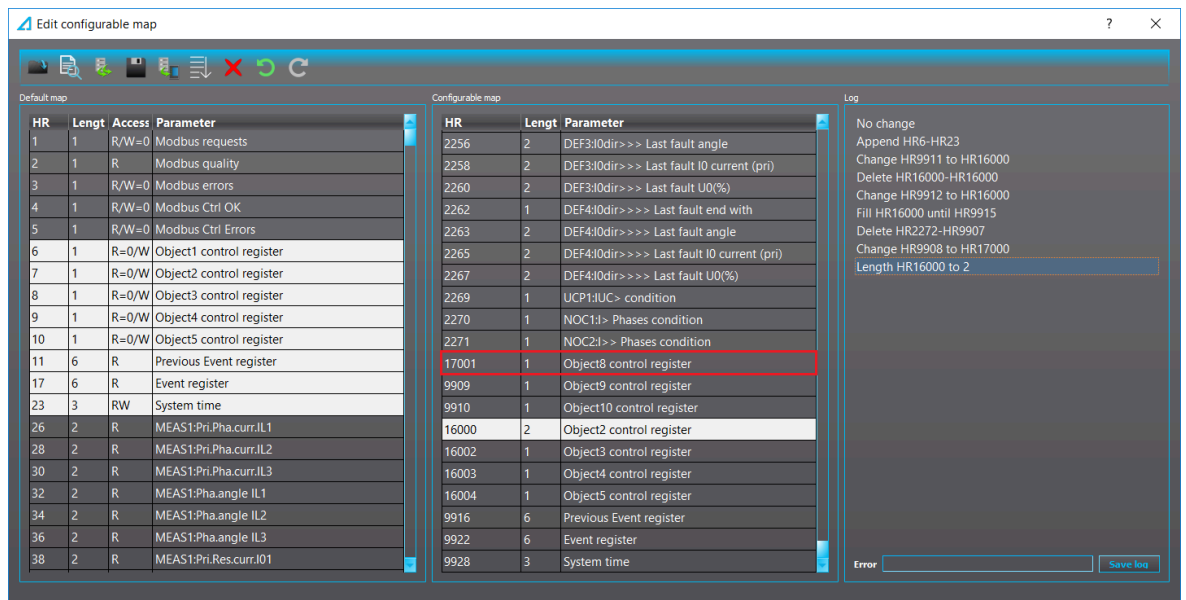 Edit configurable map
?
Default map
Configurable map
Log
HR Lengt Access Parameter
1 1 R/W=0 Modbus requests
2 1 R Modbus quality
3 1 R/W=0 Modbus errors
4 1 R/W=0 Modbus Ctrl OK
5 1 R/W=0 Modbus Ctrl Errors
6 1 R=0/W Object1 control register
7 1 R=0/W Object2 control register
8 1 R=0/W Object3 control register
9 1 R=0/W Object4 control register
10 1 R=0/W Object5 control register
11 6 R Previous Event register
17 6 R Event register
23 3 RW System time
26 2 R MEAS1:Pri.Pha.curr.IL1
28 2 R MEAS1:Pri.Pha.curr.IL2
30 2 R MEAS1:Pri.Pha.curr.IL3
32 2 R MEAS1:Pha.angle IL1
34 2 R MEAS1:Pha.angle IL2
36 2 R MEAS1:Pha.angle IL3
38 2 R MEAS1:Pri.Res.curr.I01
HR Lengt Parameter
2256 2 DEF3:I0dir>>> Last fault angle
2258 2 DEF3:I0dir>>> Last fault I0 current (pri)
2260 2 DEF3:I0dir>>> Last fault U0(%)
2262 1 DEF4:I0dir>>>> Last fault end with
2263 2 DEF4:I0dir>>>> Last fault angle
2265 2 DEF4:I0dir>>>> Last fault I0 current (pri)
2267 2 DEF4:I0dir>>>> Last fault U0(%)
2269 1 UCP1:IUC> condition
2270 1 NOC1:I> Phases condition
2271 1 NOC2:I>> Phases condition
17001 1 Object8 control register
9909 1 Object9 control register
9910 1 Object10 control register
16000 2 Object2 control register
16002 1 Object3 control register
16003 1 Object4 control register
16004 1 Object5 control register
9916 6 Previous Event register
9922 6 Event register
9928 3 System time
No change
Append HR6-HR23
Change HR9911 to HR16000
Delete HR16000-HR16000
Change HR9912 to HR16000
Fill HR16000 until HR9915
Delete HR2272-HR9907
Change HR9908 to HR17000
Length HR16000 to 2
Error
Save log